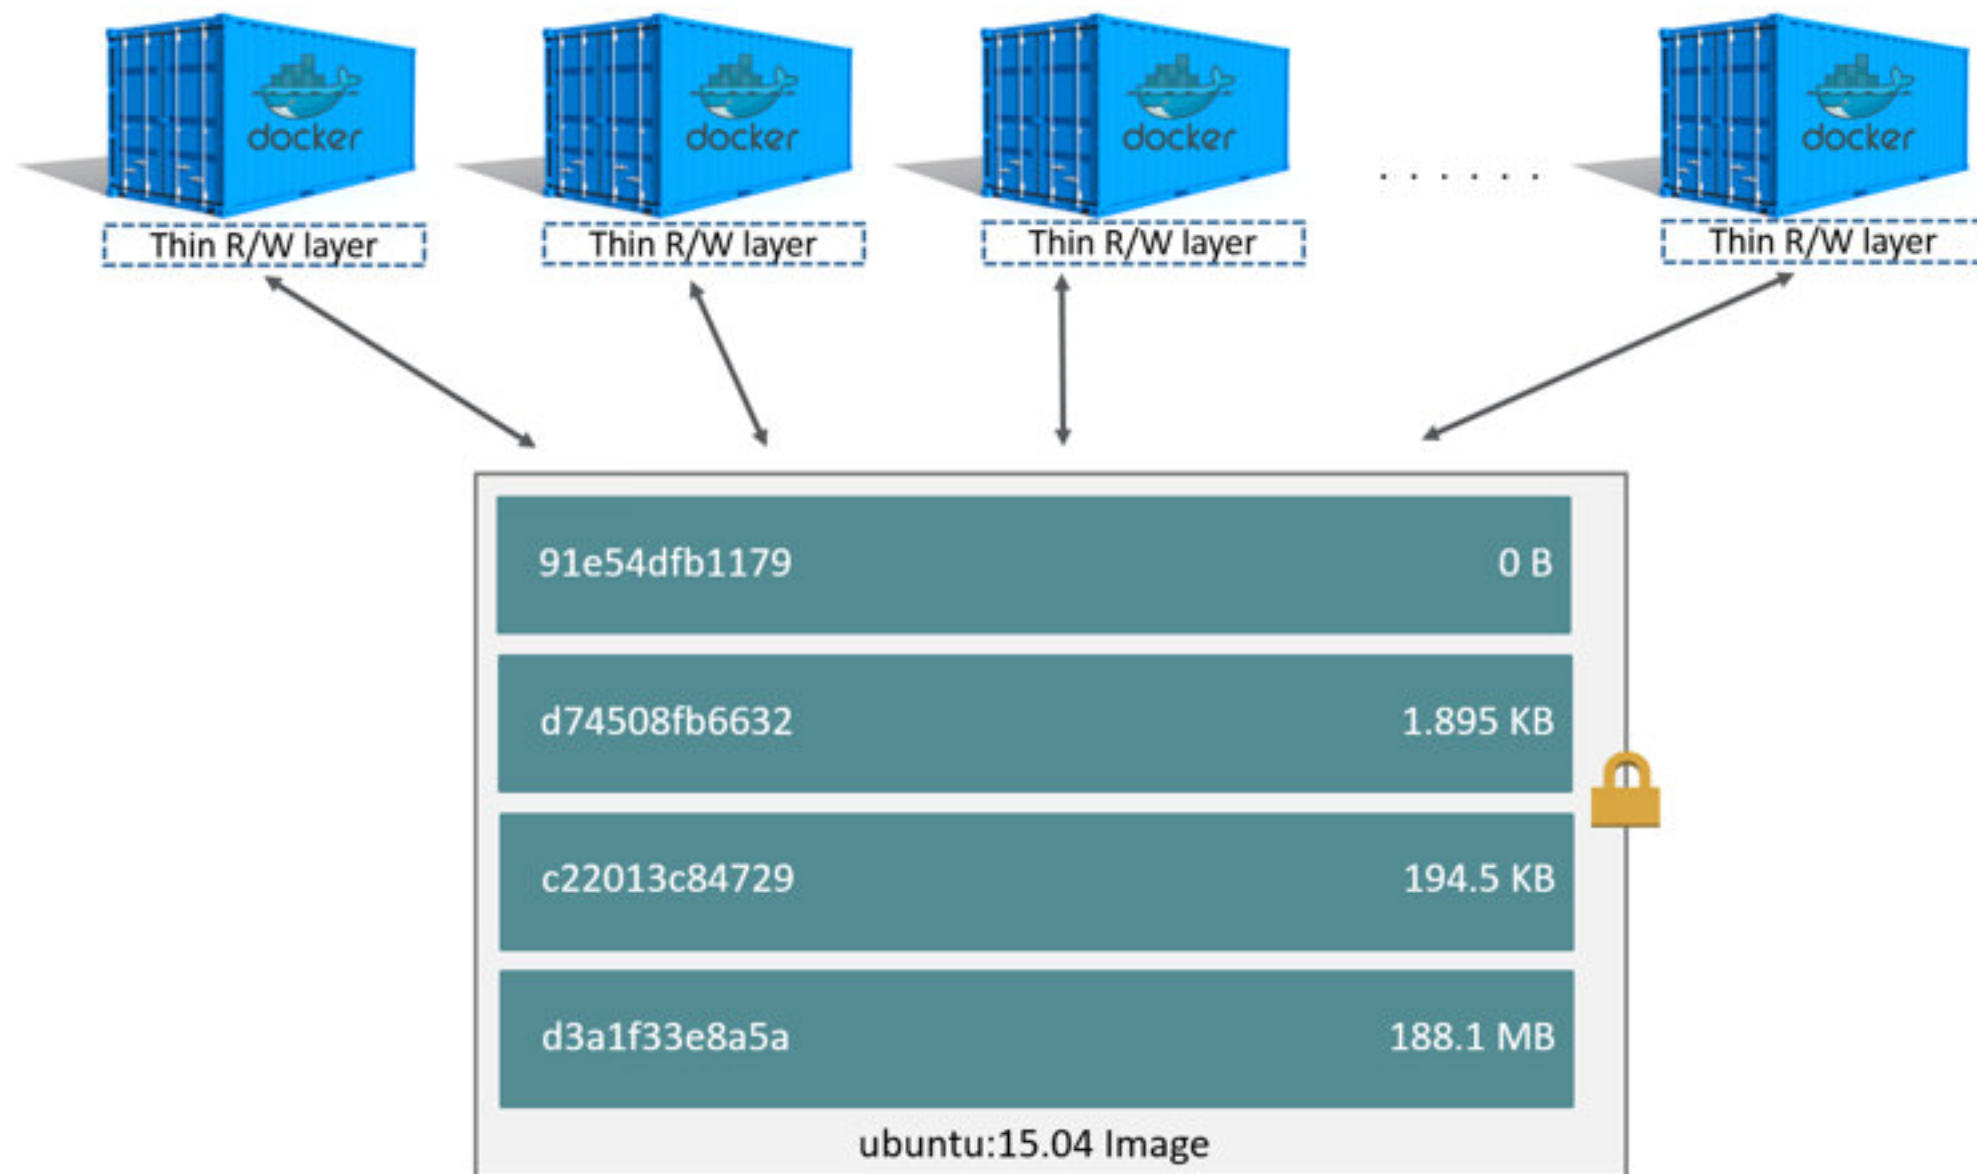 docker docker docker docker
. . . . . .
Thin R/W layer Thin R/W layer Thin R/W layer Thin R/W layer
91e54dfb1179 0 B
d74508fb6632 1.895 KB
c22013c84729 194.5 KB
d3a1f33e8a5a 188.1 MB
ubuntu:15.04 Image